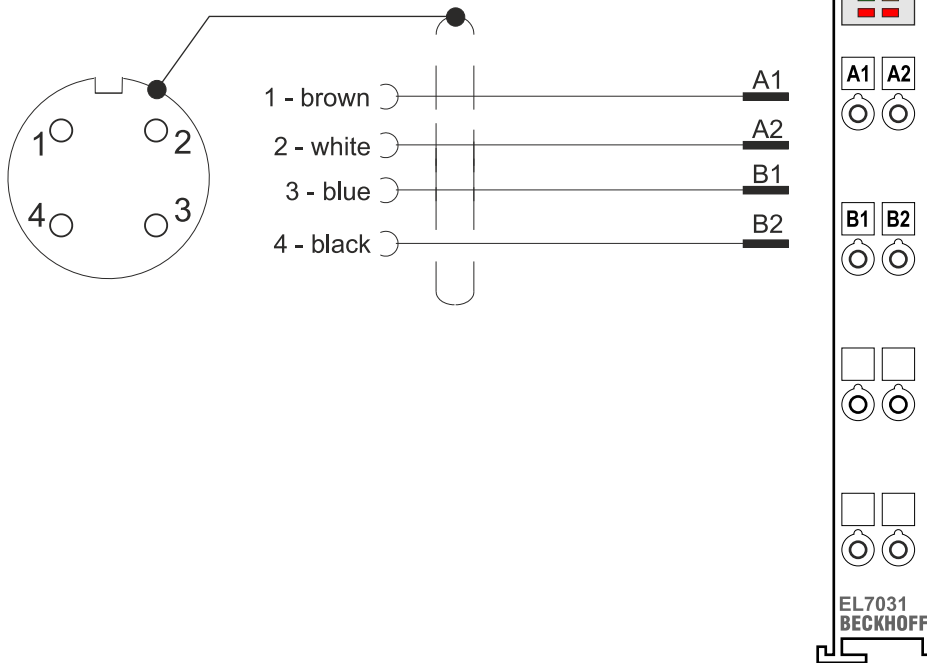 1 2
4 3
1 - brown A1
2 - white A2
3 - blue B1
4 - black B2
A1 A2
B1 B2
EL7031
BECKHOFF